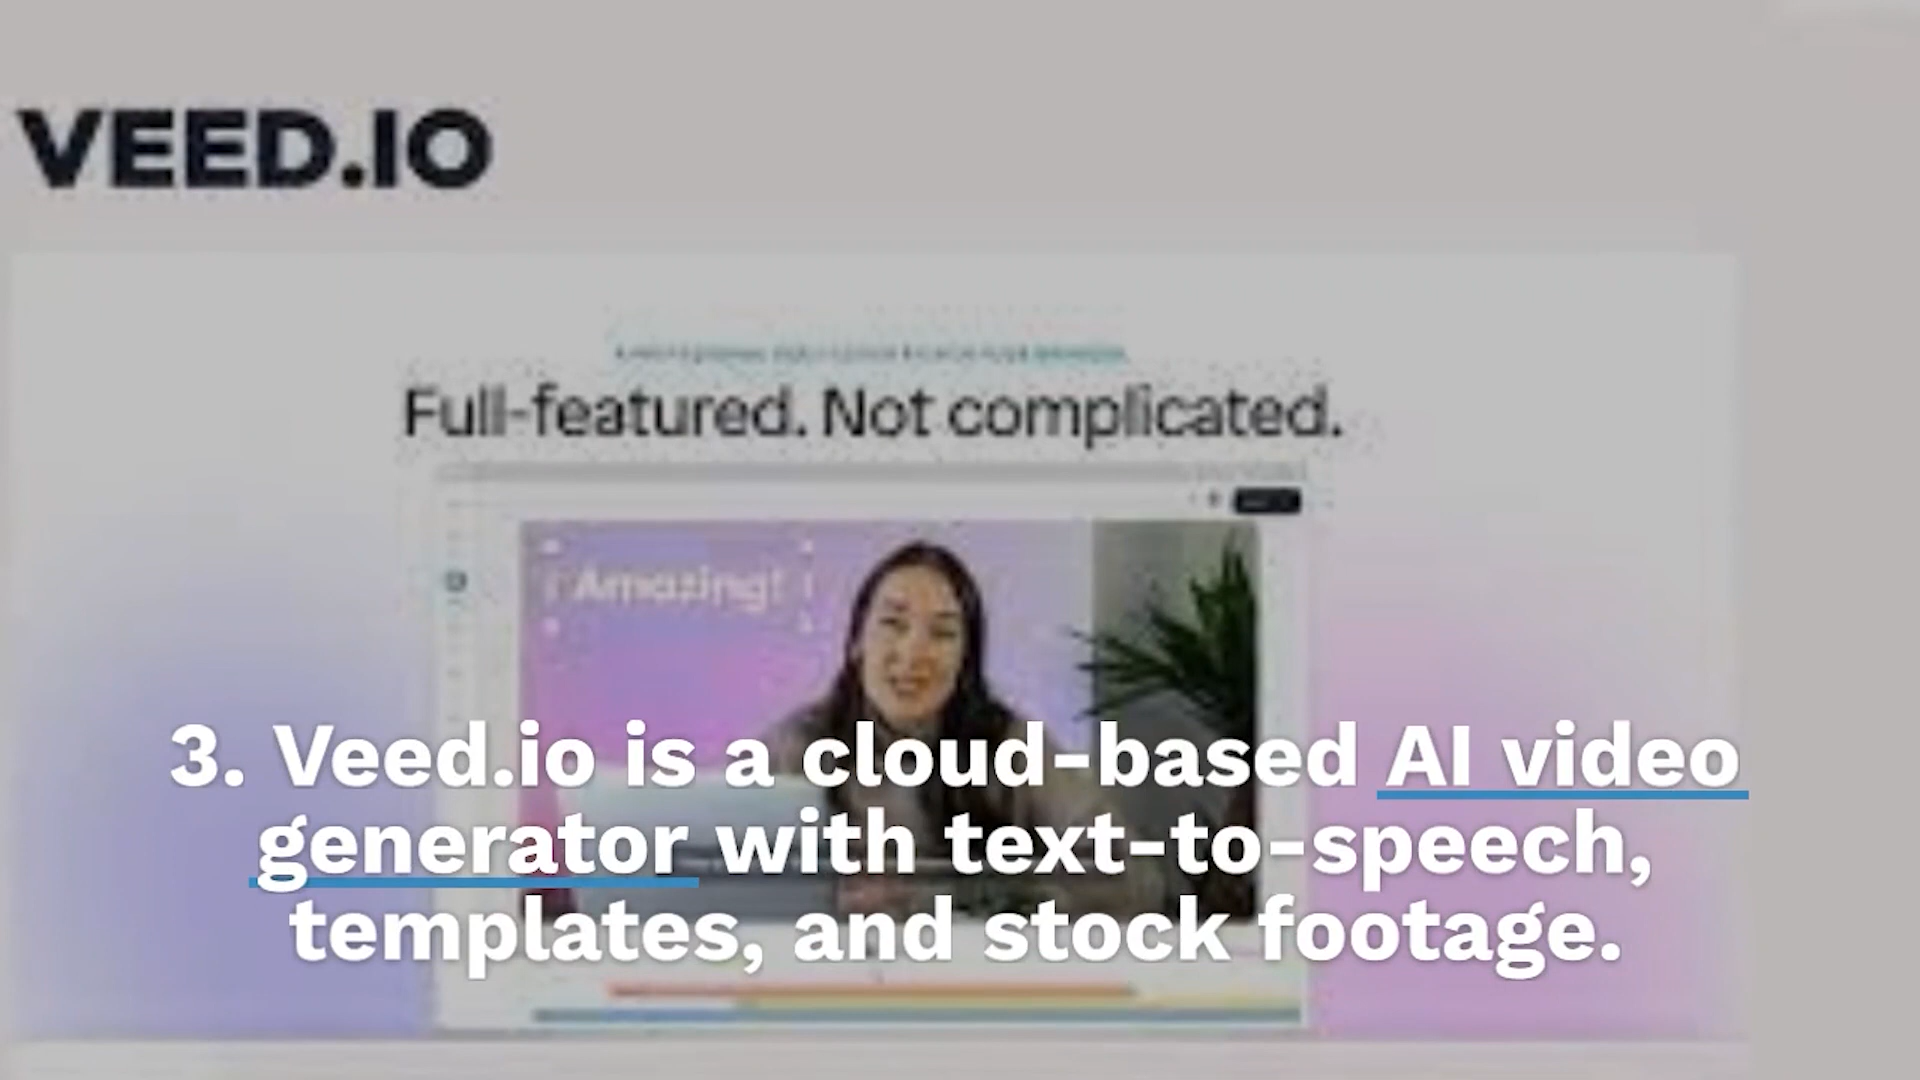 VEED.IO
Full-featured. Not complicated.
Amazing!
3. Veed.io is a cloud-based AI video
generator with text-to-speech,
templates, and stock footage.